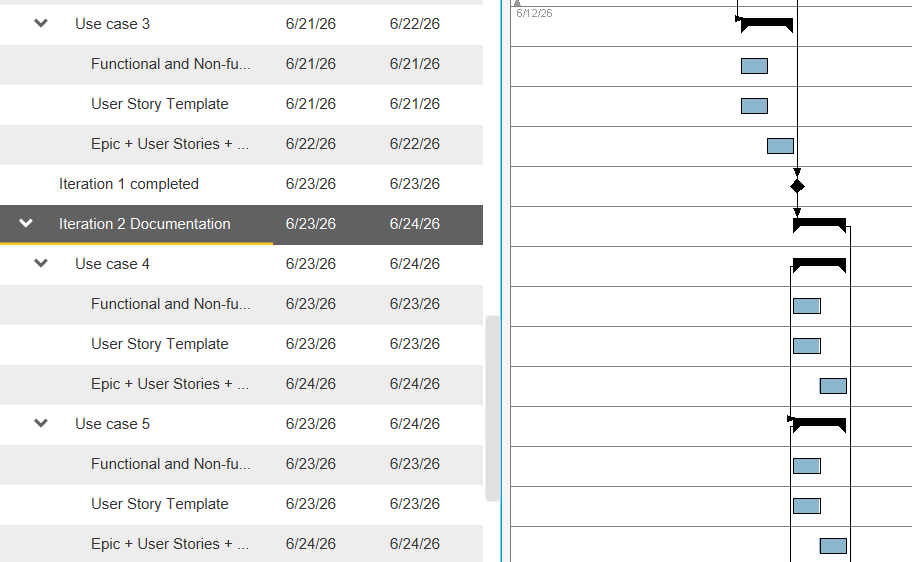 6/12/26
Use case 3 6/21/26 6/22/26
Functional and Non-fu... 6/21/26 6/21/26
User Story Template 6/21/26 6/21/26
Epic + User Stories + ... 6/22/26 6/22/26
Iteration 1 completed 6/23/26 6/23/26
Iteration 2 Documentation 6/23/26 6/24/26
Use case 4 6/23/26 6/24/26
Functional and Non-fu... 6/23/26 6/23/26
User Story Template 6/23/26 6/23/26
Epic + User Stories + ... 6/24/26 6/24/26
Use case 5 6/23/26 6/24/26
Functional and Non-fu... 6/23/26 6/23/26
User Story Template 6/23/26 6/23/26
Epic + User Stories + ... 6/24/26 6/24/26